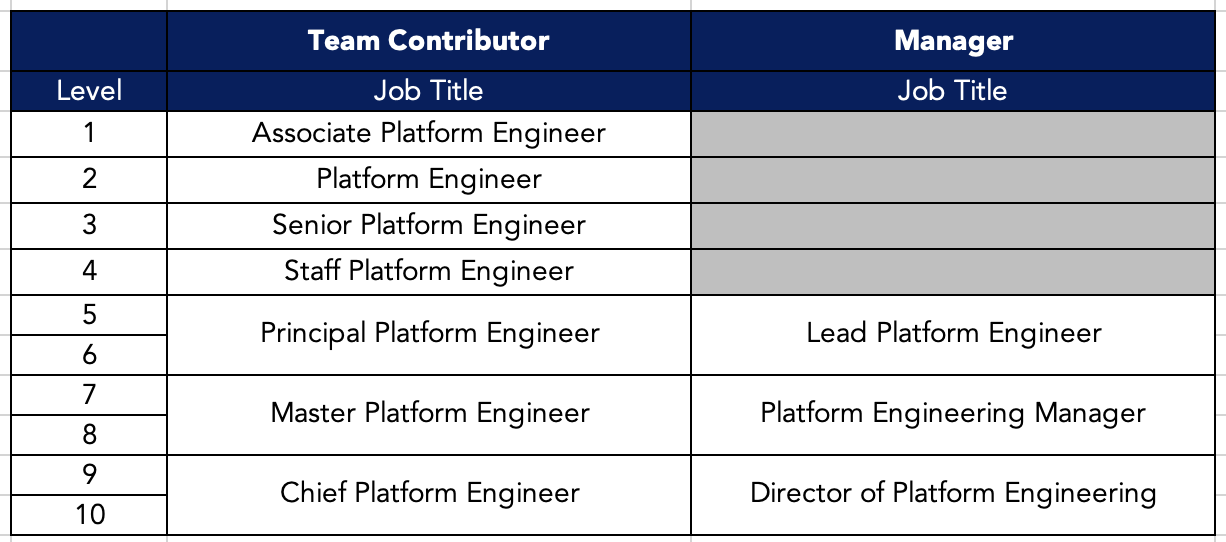 Team Contributor Manager
Level Job Title Job Title
1 Associate Platform Engineer
2 Platform Engineer
3 Senior Platform Engineer
4 Staff Platform Engineer
5
Principal Platform Engineer Lead Platform Engineer
6
7
Master Platform Engineer Platform Engineering Manager
8
9
Chief Platform Engineer Director of Platform Engineering
10